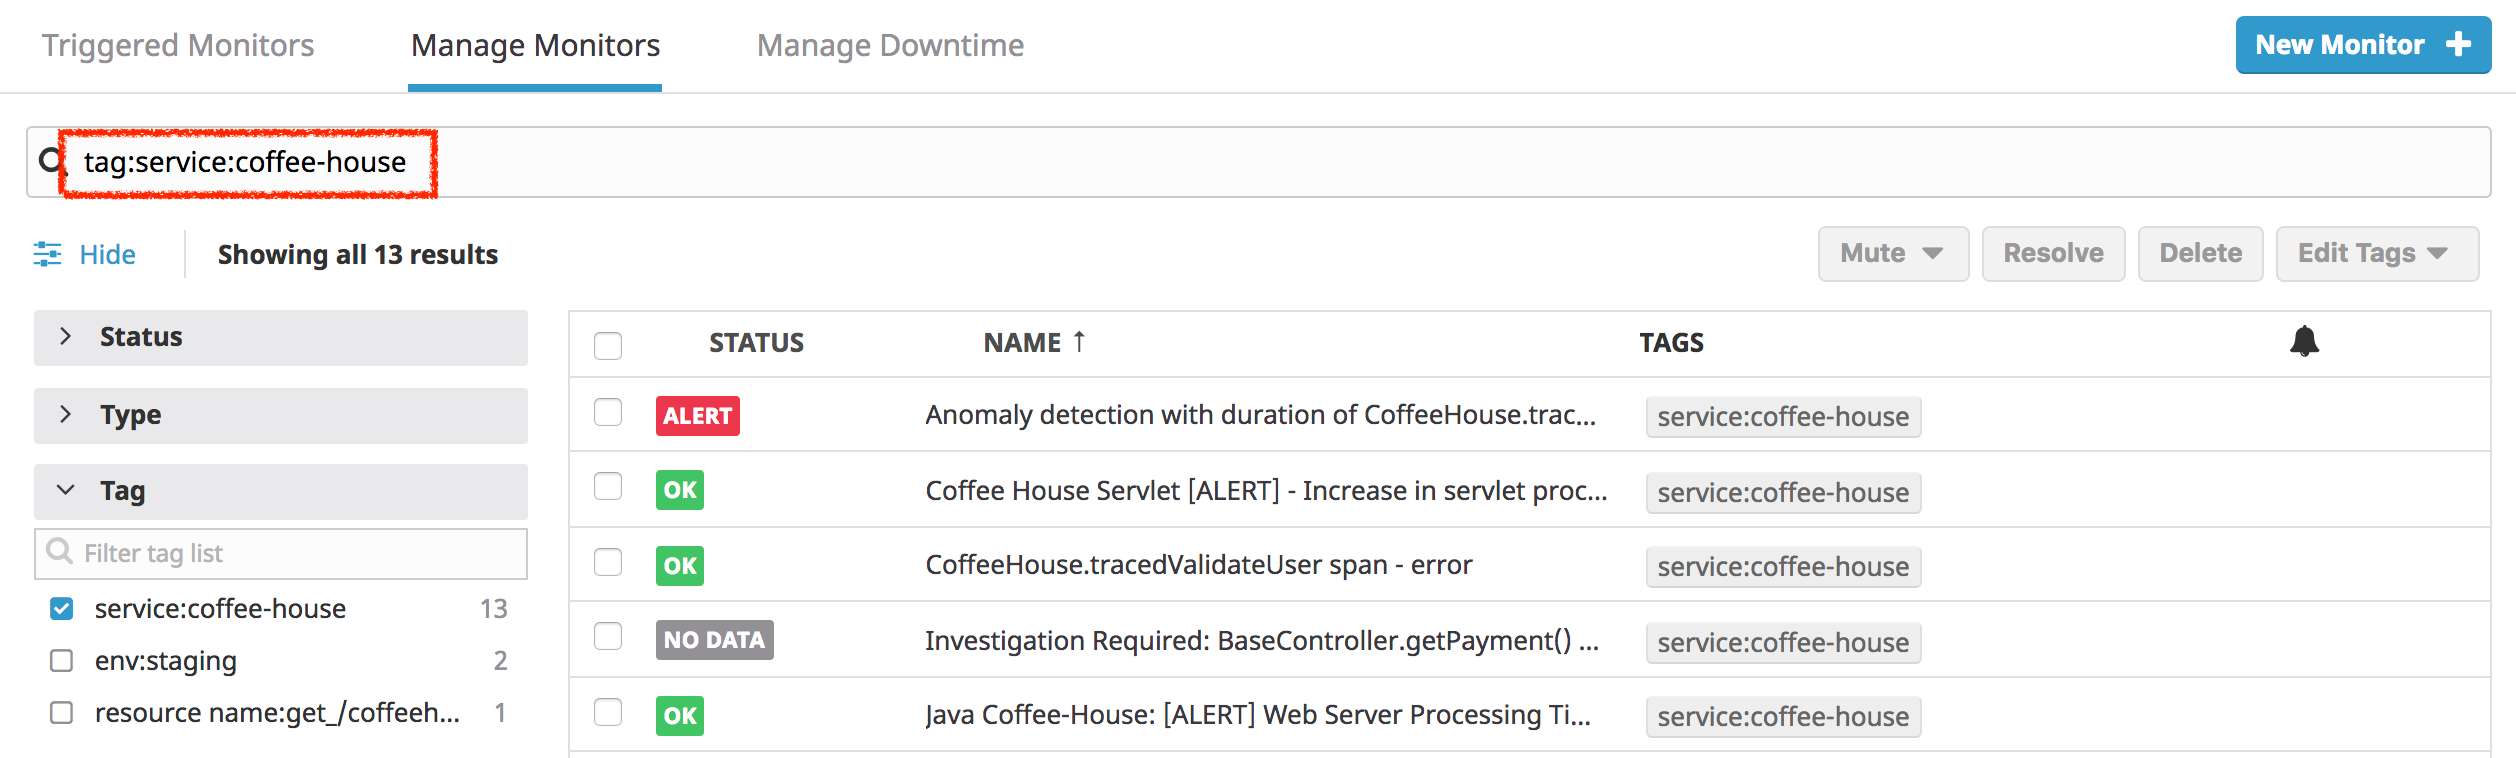 Triggered Monitors Manage Monitors Manage Downtime New Monitor
tag:service:coffee-house
Hide Showing all 13 results Mute Resolve Delete Edit Tags
Status
Type
Tag
Filter tag list
service:coffee-house 13
env:staging 2
resource name:get_/coffeeh... 1
STATUS NAME ↑ TAGS
ALERT Anomaly detection with duration of CoffeeHouse.trac... service:coffee-house
OK Coffee House Servlet [ALERT] - Increase in servlet proc... service:coffee-house
OK CoffeeHouse.tracedValidateUser span - error service:coffee-house
NO DATA Investigation Required: BaseController.getPayment() ... service:coffee-house
OK Java Coffee-House: [ALERT] Web Server Processing Ti... service:coffee-house